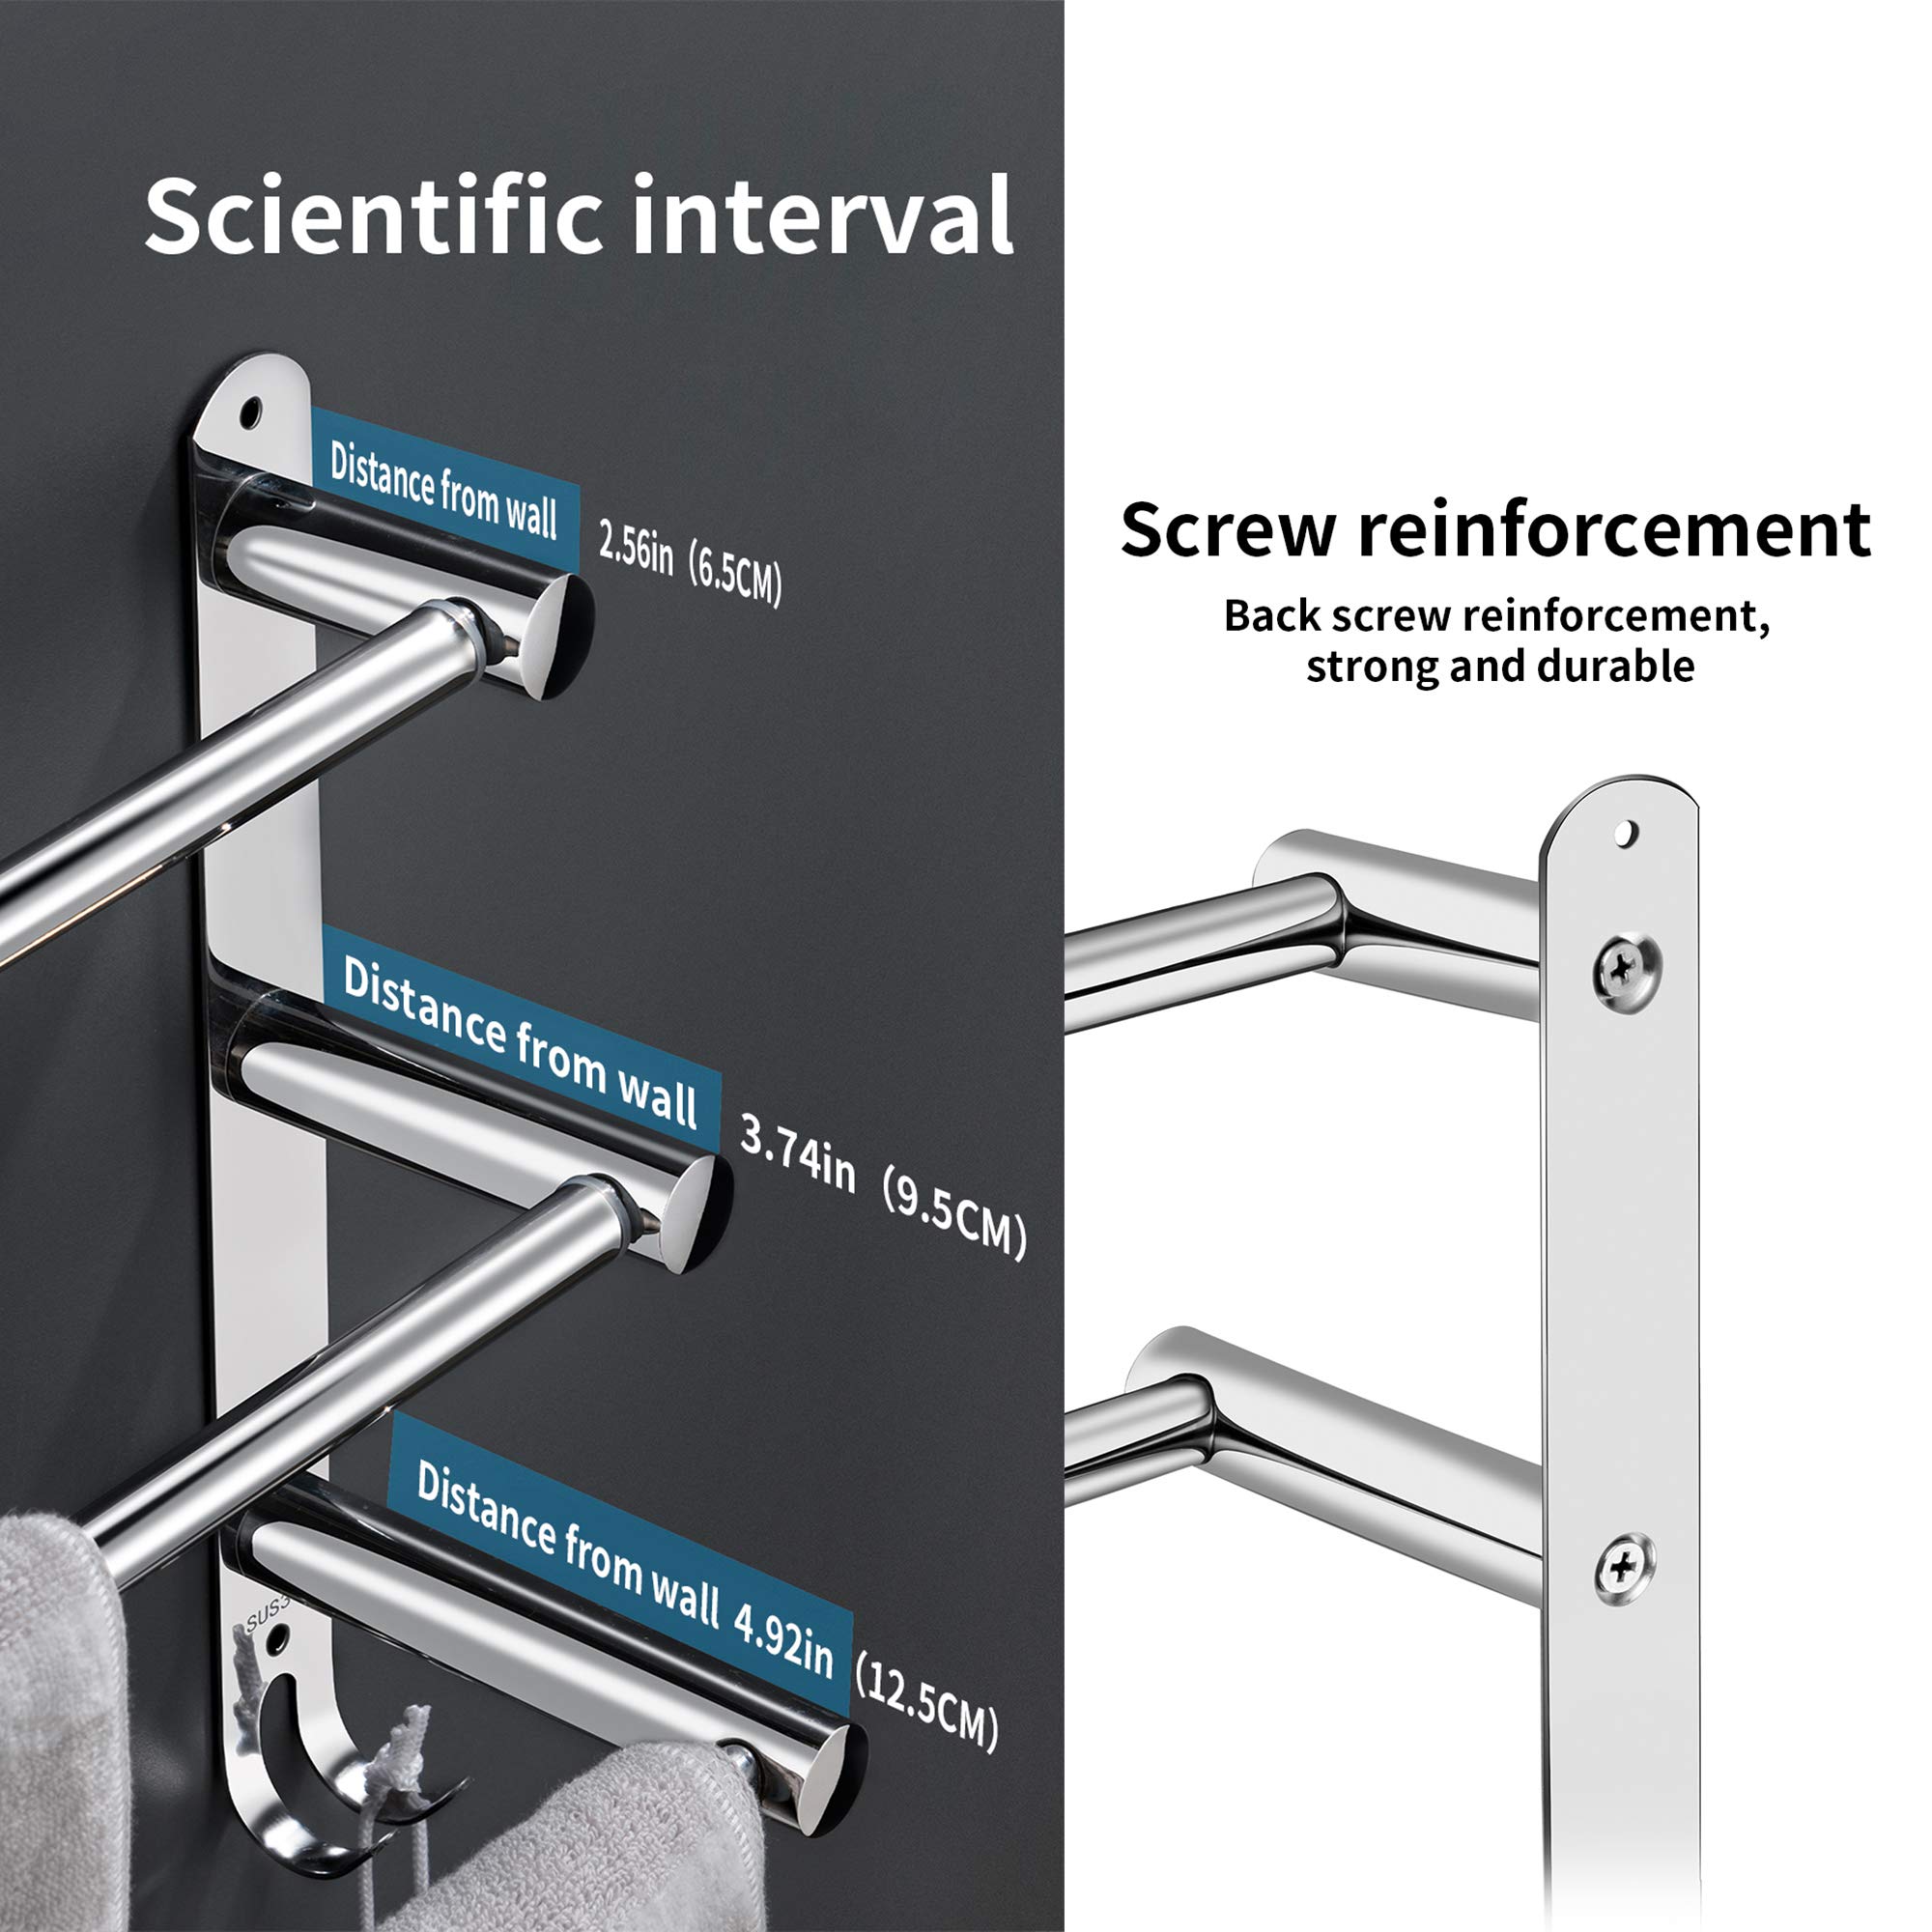 Scientific interval
Distance from wall
2.56in (6.5CM)
Distance from wall
3.74in (9.5CM)
Distance from wall 4.92in
(12.5CM)
SUS3
Screw reinforcement
Back screw reinforcement,
strong and durable